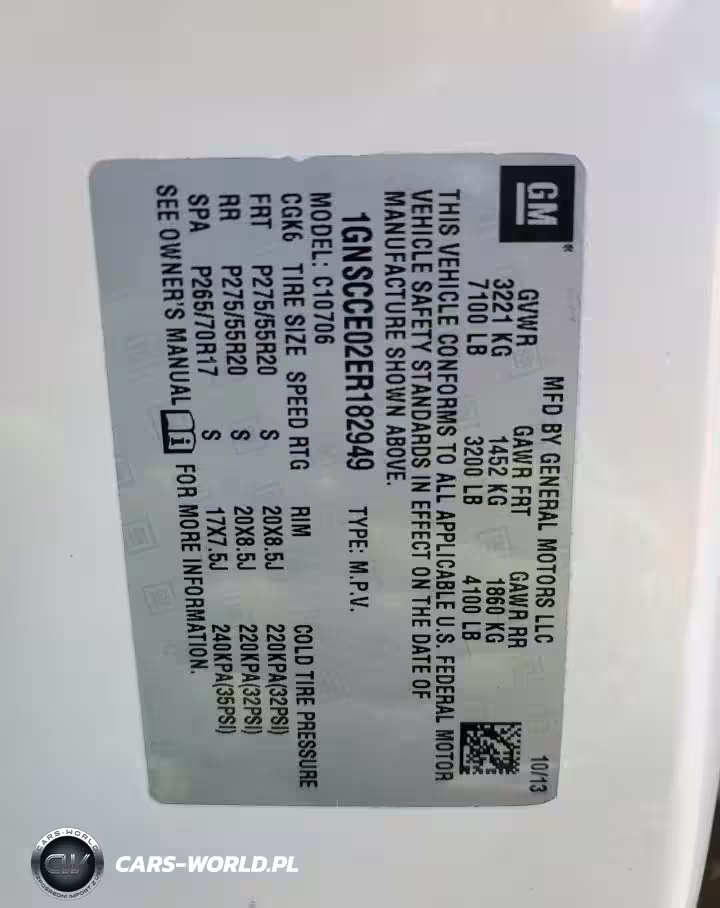 GM®
MFD BY GENERAL MOTORS LLC
10/13
GVWR GAWR FRT GAWR RR
3221 KG 1452 KG 1860 KG
7100 LB 3200 LB 4100 LB
THIS VEHICLE CONFORMS TO ALL APPLICABLE U.S. FEDERAL MOTOR
VEHICLE SAFETY STANDARDS IN EFFECT ON THE DATE OF
MANUFACTURE SHOWN ABOVE.
1GNSCCE02ER182949 TYPE: M.P.V.
MODEL: C10706
CGK6 TIRE SIZE SPEED RTG RIM COLD TIRE PRESSURE
FRT P275/55R20 S 20X8.5J 220KPA(32PSI)
RR P275/55R20 S 20X8.5J 220KPA(32PSI)
SPA P265/70R17 S 17X7.5J 240KPA(35PSI)
SEE OWNER'S MANUAL FOR MORE INFORMATION.
CARS-WORLD
CW
CARS-WORLD.PL